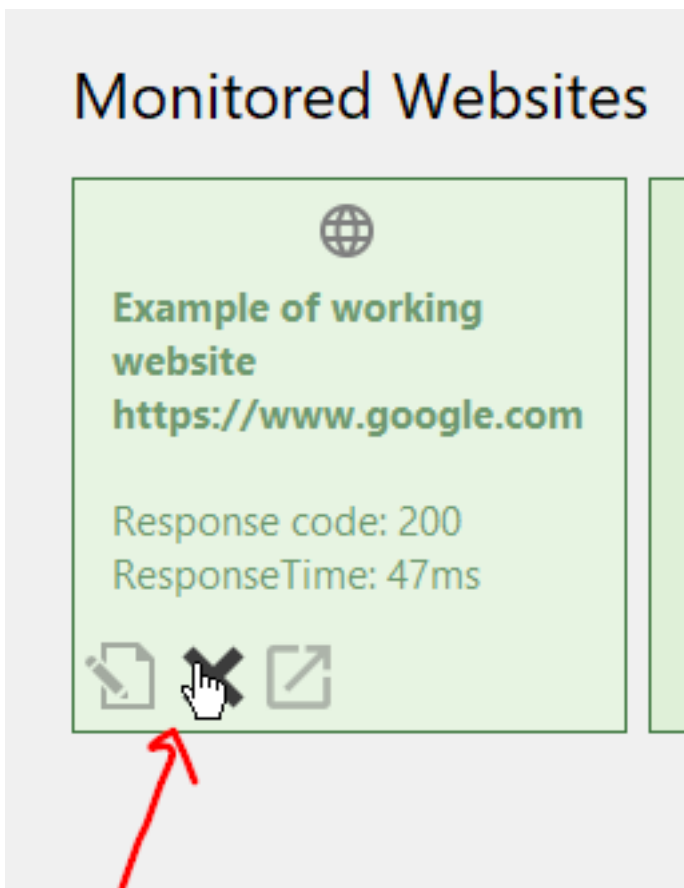 Monitored Websites
Example of working
website
https://www.google.com
Response code: 200
ResponseTime: 47ms